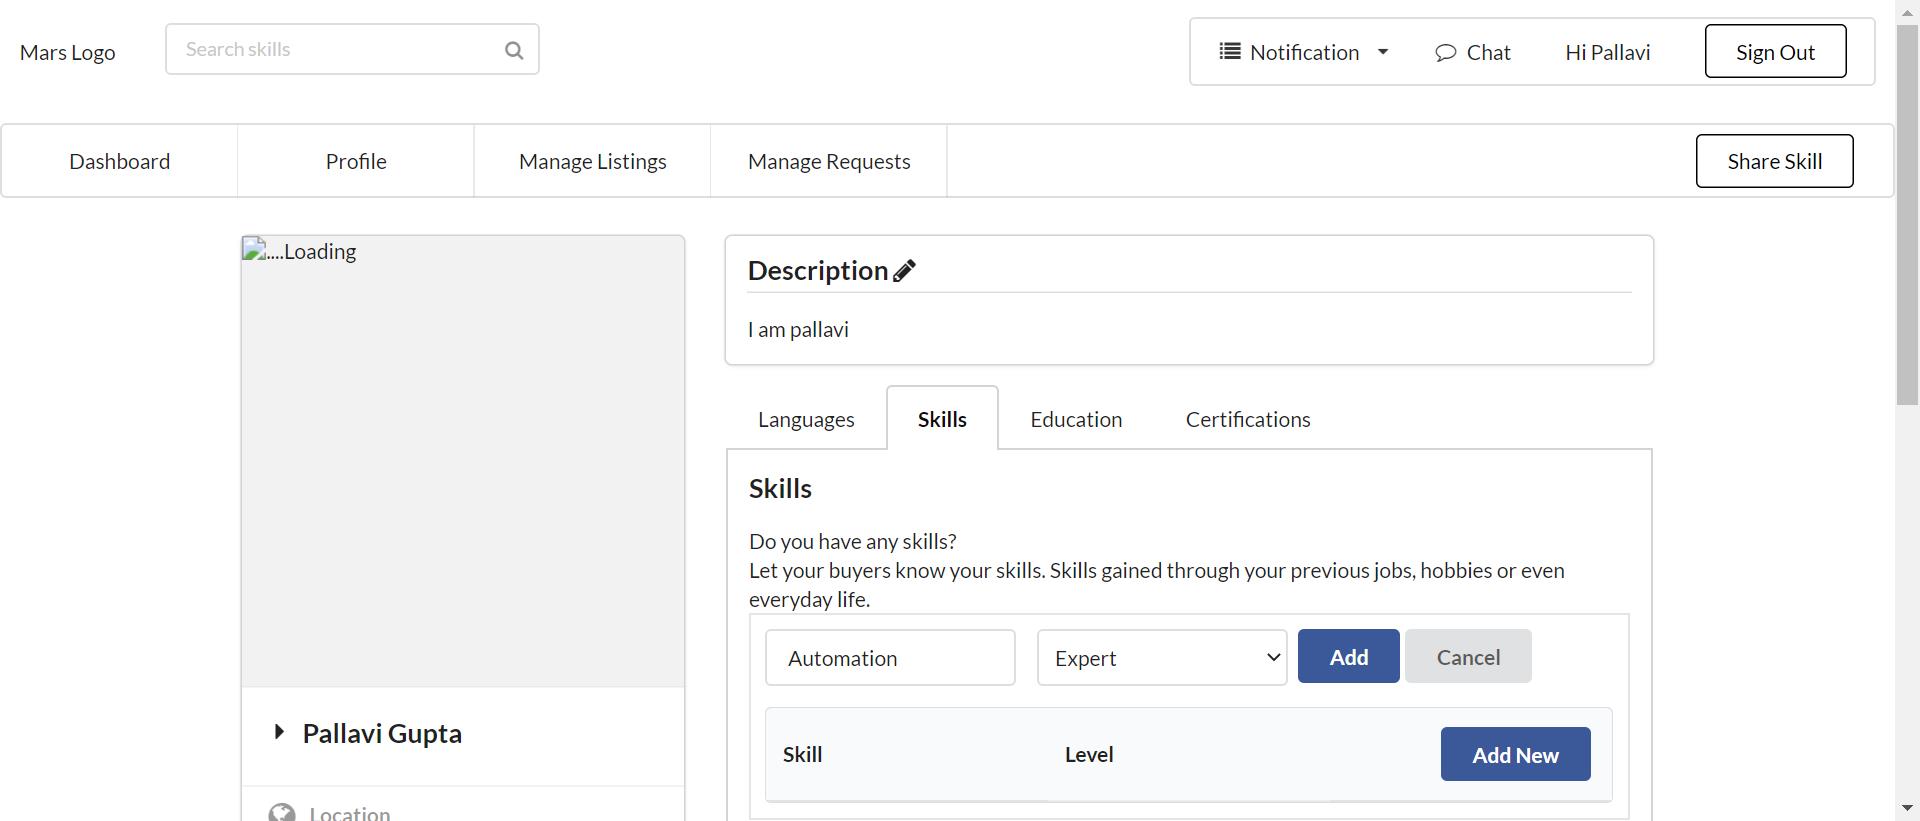 Mars Logo
Search skills
Notification
Chat
Hi Pallavi
Sign Out
Dashboard
Profile
Manage Listings
Manage Requests
Share Skill
....Loading
Pallavi Gupta
Location
Description
I am pallavi
Languages
Skills
Education
Certifications
Skills
Do you have any skills?
Let your buyers know your skills. Skills gained through your previous jobs, hobbies or even
everyday life.
Automation
Expert
Add
Cancel
Skill
Level
Add New